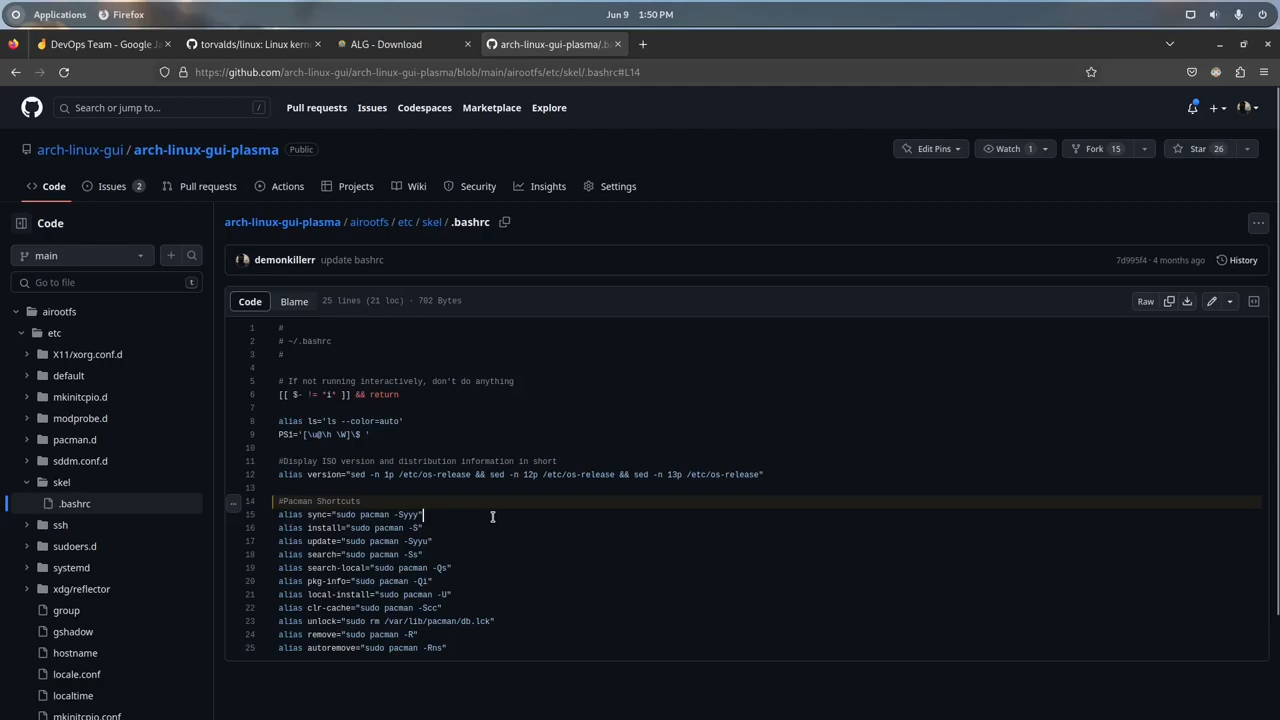 Applications Firefox Jun 9 1:50 PM
DevOps Team - Google Ja torvalds/linux: Linux kern ALG - Download arch-linux-gui-plasma/.b
https://github.com/arch-linux-gui/arch-linux-gui-plasma/blob/main/airootfs/etc/skel/.bashrc#L14
Search or jump to... / Pull requests Issues Codespaces Marketplace Explore
arch-linux-gui / arch-linux-gui-plasma Public Edit Pins Watch 1 Fork 15 Star 26
Code Issues 2 Pull requests Actions Projects Wiki Security Insights Settings
Code
main
Go to file t
airootfs
etc
X11/xorg.conf.d
default
mkinitcpio.d
modprobe.d
pacman.d
sddm.conf.d
skel
.bashrc
ssh
sudoers.d
systemd
xdg/reflector
group
gshadow
hostname
locale.conf
localtime
mkinitcpio.conf
arch-linux-gui-plasma / airootfs / etc / skel / .bashrc
demonkillerr update bashrc 7d995f4 · 4 months ago History
Code Blame 25 lines (21 loc) · 702 Bytes Raw
1 #
2 # ~/.bashrc
3 #
4
5 # If not running interactively, don't do anything
6 [[ $- != *i* ]] && return
7
8 alias ls='ls --color=auto'
9 PS1='[\u@\h \W]\$ '
10
11 #Display ISO version and distribution information in short
12 alias version="sed -n 1p /etc/os-release && sed -n 12p /etc/os-release && sed -n 13p /etc/os-release"
13
14 #Pacman Shortcuts
15 alias sync="sudo pacman -Syyy"
16 alias install="sudo pacman -S"
17 alias update="sudo pacman -Syyu"
18 alias search="sudo pacman -Ss"
19 alias search-local="sudo pacman -Qs"
20 alias pkg-info="sudo pacman -Qi"
21 alias local-install="sudo pacman -U"
22 alias clr-cache="sudo pacman -Scc"
23 alias unlock="sudo rm /var/lib/pacman/db.lck"
24 alias remove="sudo pacman -R"
25 alias autoremove="sudo pacman -Rns"